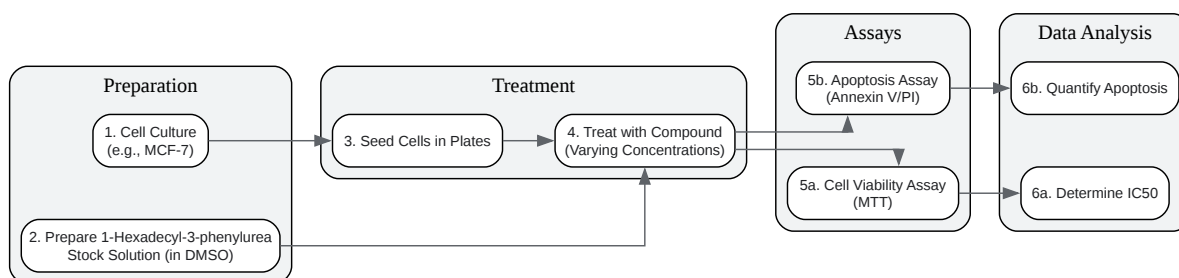 Preparation
1. Cell Culture
(e.g., MCF-7)
2. Prepare 1-Hexadecyl-3-phenylurea
Stock Solution (in DMSO)
Treatment
3. Seed Cells in Plates
4. Treat with Compound
(Varying Concentrations)
Assays
5b. Apoptosis Assay
(Annexin V/PI)
5a. Cell Viability Assay
(MTT)
Data Analysis
6b. Quantify Apoptosis
6a. Determine IC50